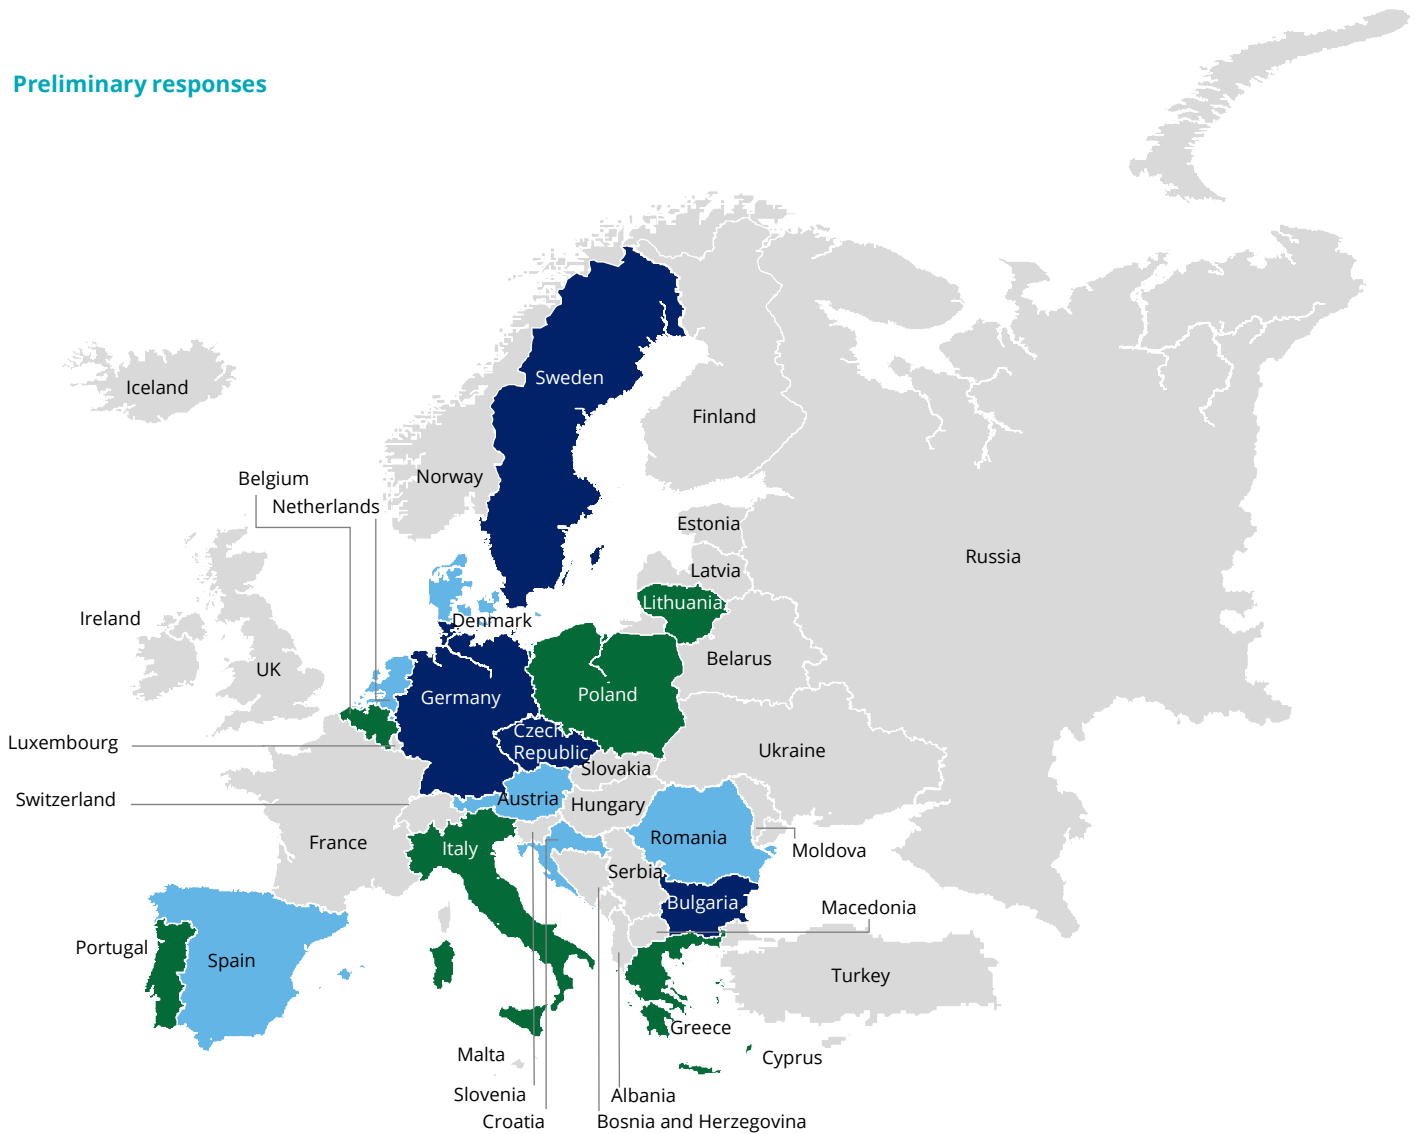 Preliminary responses
Iceland
Sweden
Finland
Norway
Belgium
Netherlands
Estonia
Russia
Latvia
Lithuania
Ireland
Denmark
UK
Belarus
Germany
Poland
Luxembourg
Czech
Republic
Ukraine
Slovakia
Switzerland
Austria
Hungary
France
Italy
Romania
Moldova
Serbia
Bulgaria
Macedonia
Portugal
Spain
Turkey
Greece
Malta
Cyprus
Slovenia
Albania
Croatia
Bosnia and Herzegovina